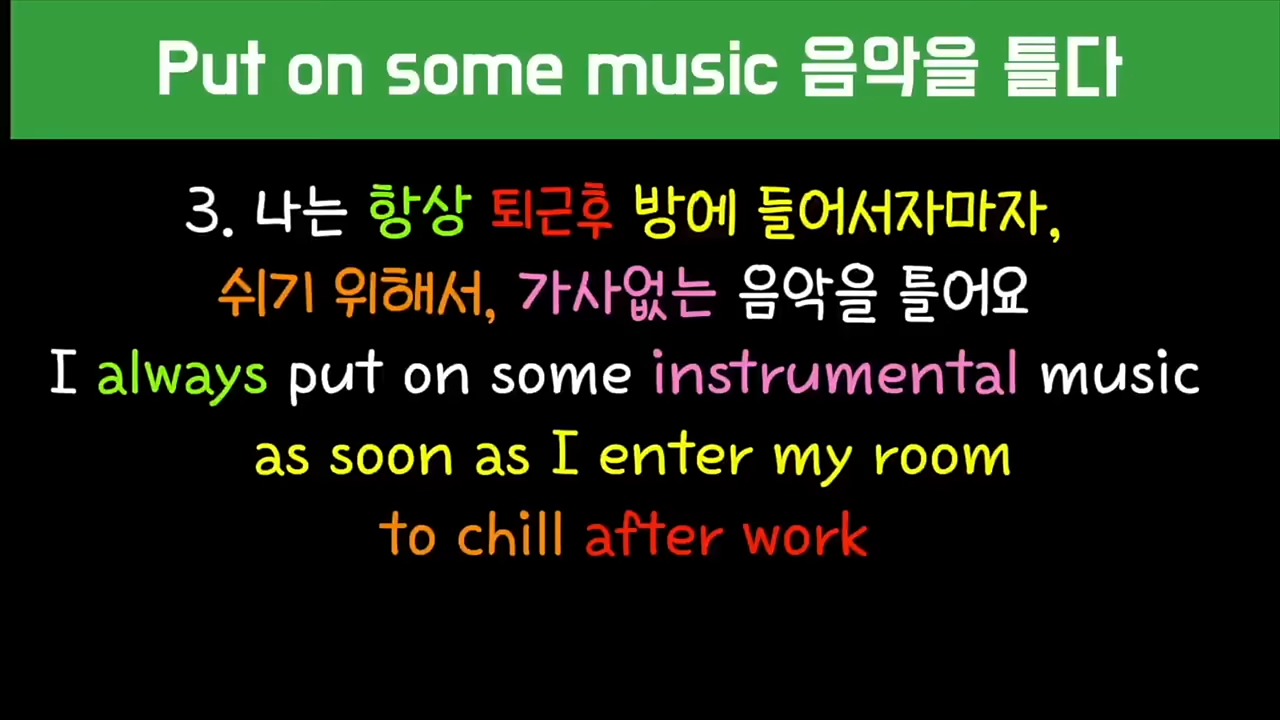 Put on some music 음악을 틀다
3. 나는 항상 퇴근후 방에 들어서자마자,
쉬기 위해서, 가사없는 음악을 틀어요
I always put on some instrumental music
as soon as I enter my room
to chill after work